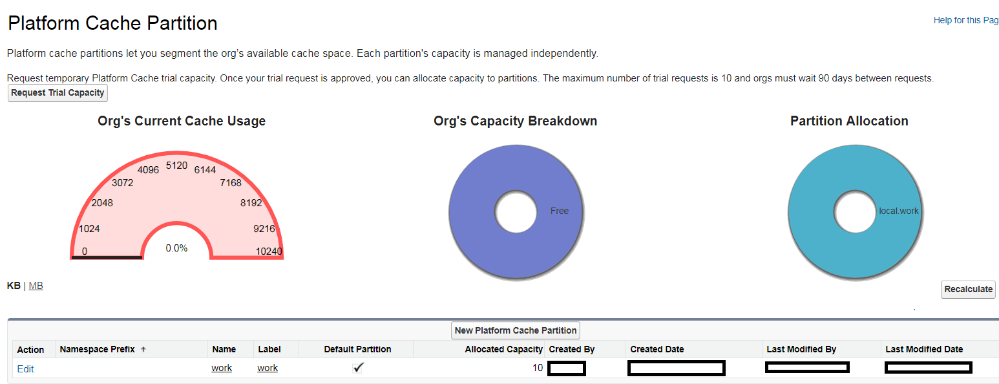 Platform Cache Partition
Help for this Pag
Platform cache partitions let you segment the org's available cache space. Each partition's capacity is managed independently.
Request temporary Platform Cache trial capacity. Once your trial request is approved, you can allocate capacity to partitions. The maximum number of trial requests is 10 and orgs must wait 90 days between requests.
Request Trial Capacity
Org's Current Cache Usage
Org's Capacity Breakdown
Partition Allocation
0
1024
2048
3072
4096
5120
6144
7168
8192
9216
10240
0.0%
Free
local.work
KB | MB
Recalculate
New Platform Cache Partition
Action Namespace Prefix ↑ Name Label Default Partition Allocated Capacity Created By Created Date Last Modified By Last Modified Date
Edit work work ✓ 10